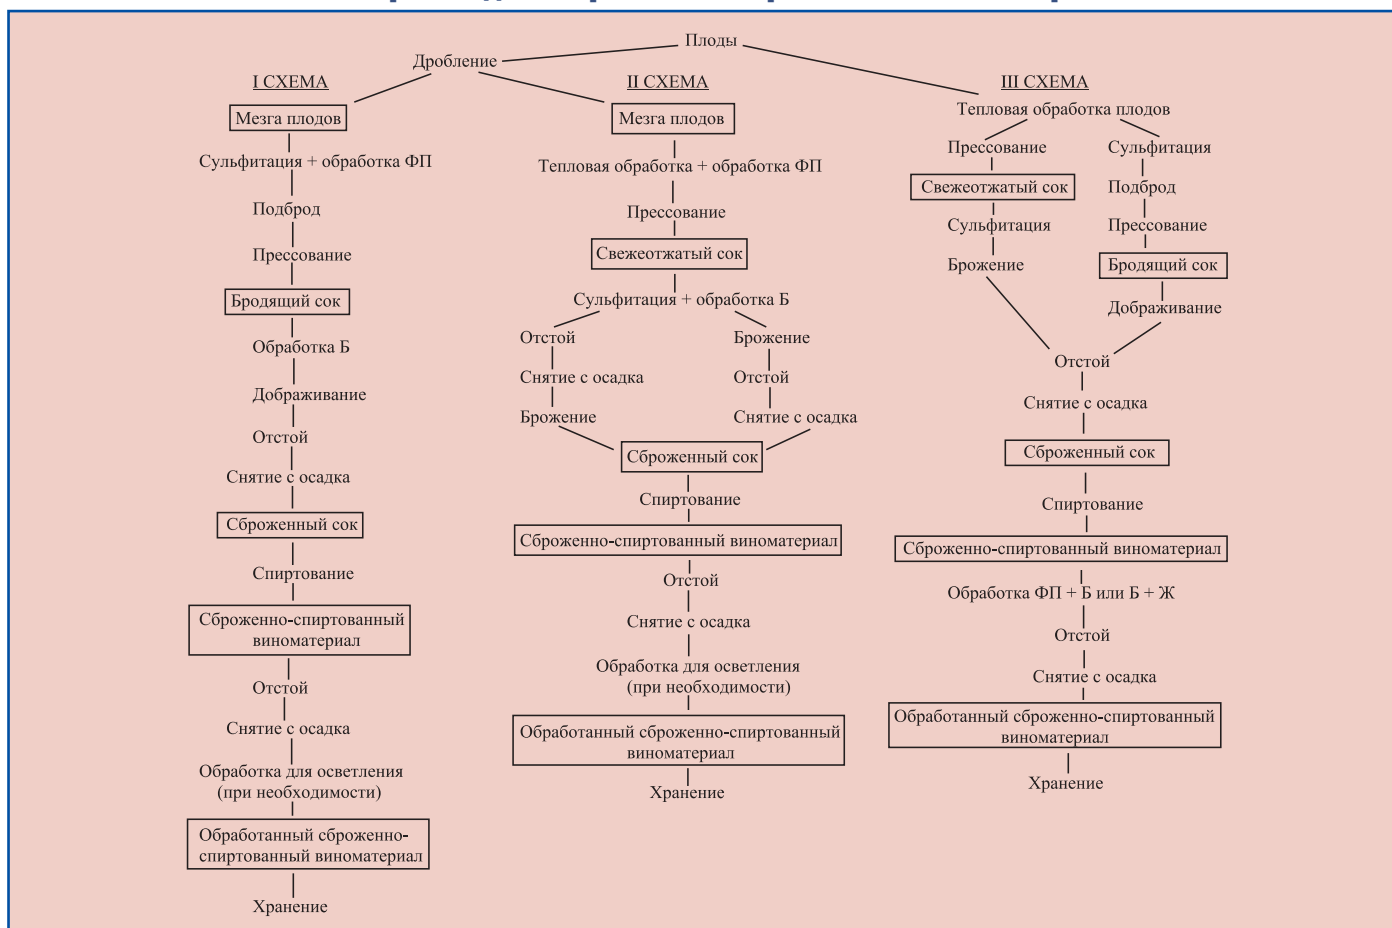 Плоды
Дробление
I СХЕМА
Мезга плодов
Сульфитация + обработка ФП
Подброд
Прессование
Бродящий сок
Обработка Б
Дображивание
Отстой
Снятие с осадка
Сброженный сок
Спиртование
Сброженно-спиртованный
виноматериал
Отстой
Снятие с осадка
Обработка для осветления
(при необходимости)
Обработанный сброженно-
спиртованный виноматериал
Хранение
II СХЕМА
Мезга плодов
Тепловая обработка + обработка ФП
Прессование
Свежеотжатый сок
Сульфитация + обработка Б
Отстой
Снятие с осадка
Брожение
Брожение
Отстой
Снятие с осадка
Сброженный сок
Спиртование
Сброженно-спиртованный виноматериал
Отстой
Снятие с осадка
Обработка для осветления
(при необходимости)
Обработанный сброженно-спиртованный
виноматериал
Хранение
III СХЕМА
Тепловая обработка плодов
Прессование
Свежеотжатый сок
Сульфитация
Брожение
Сульфитация
Подброд
Прессование
Бродящий сок
Дображивание
Отстой
Снятие с осадка
Сброженный сок
Спиртование
Сброженно-спиртованный виноматериал
Обработка ФП + Б или Б + Ж
Отстой
Снятие с осадка
Обработанный сброженно-спиртованный
виноматериал
Хранение